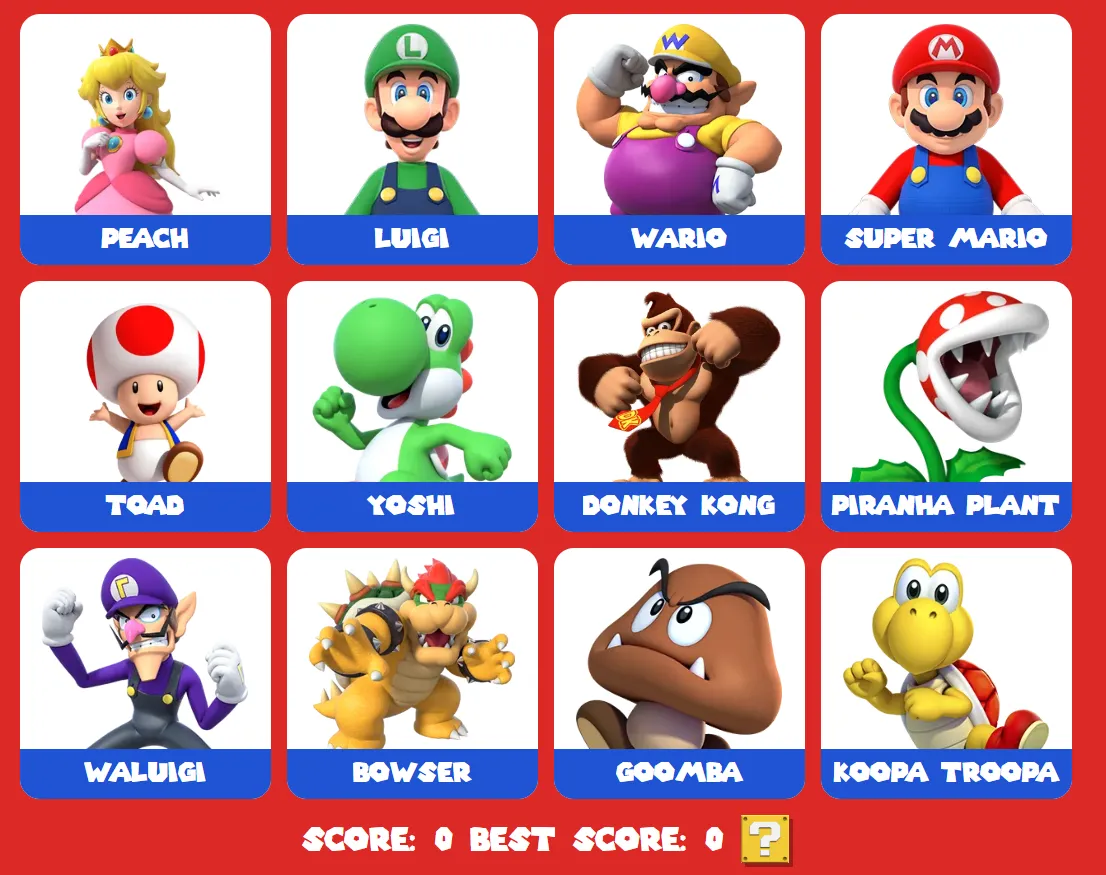 L
W
M
PEACH
LUIGI
WARIO
SUPER MARIO
DK
TOAD
YOSHI
DONKEY KONG
PIRANHA PLANT
Γ
WALUIGI
BOWSER
GOOMBA
KOOPA TROOPA
SCORE: 0 BEST SCORE: 0 ?